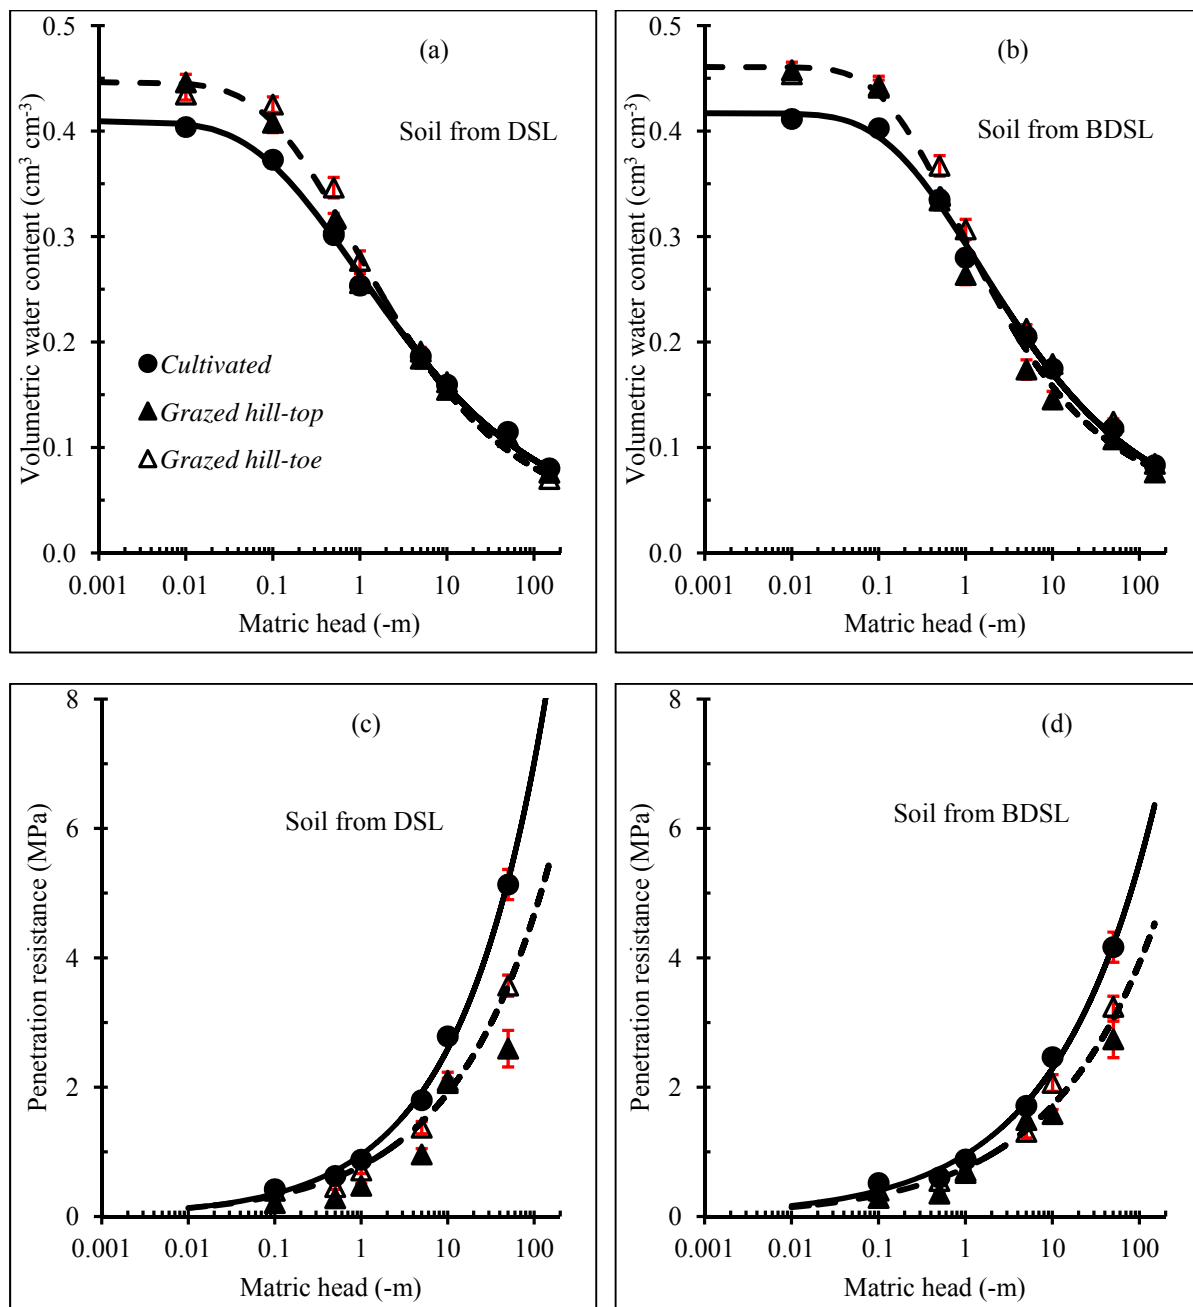 (a)
Soil from DSL
Volumetric water content (cm³ cm⁻³)
0.5
0.4
0.3
0.2
0.1
0.0
Cultivated
Grazed hill-top
Grazed hill-toe
0.001 0.01 0.1 1 10 100
Matric head (-m)
(b)
Soil from BDSL
Volumetric water content (cm³ cm⁻³)
0.5
0.4
0.3
0.2
0.1
0.0
0.001 0.01 0.1 1 10 100
Matric head (-m)
(c)
Soil from DSL
Penetration resistance (MPa)
8
6
4
2
0
0.001 0.01 0.1 1 10 100
Matric head (-m)
(d)
Soil from BDSL
Penetration resistance (MPa)
8
6
4
2
0
0.001 0.01 0.1 1 10 100
Matric head (-m)